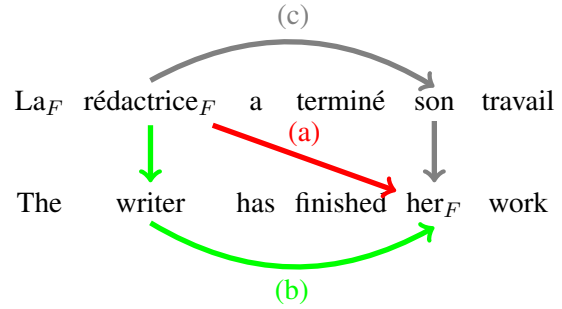 (c)
La_F rédactrice_F a terminé son travail
(a)
The writer has finished her_F work
(b)